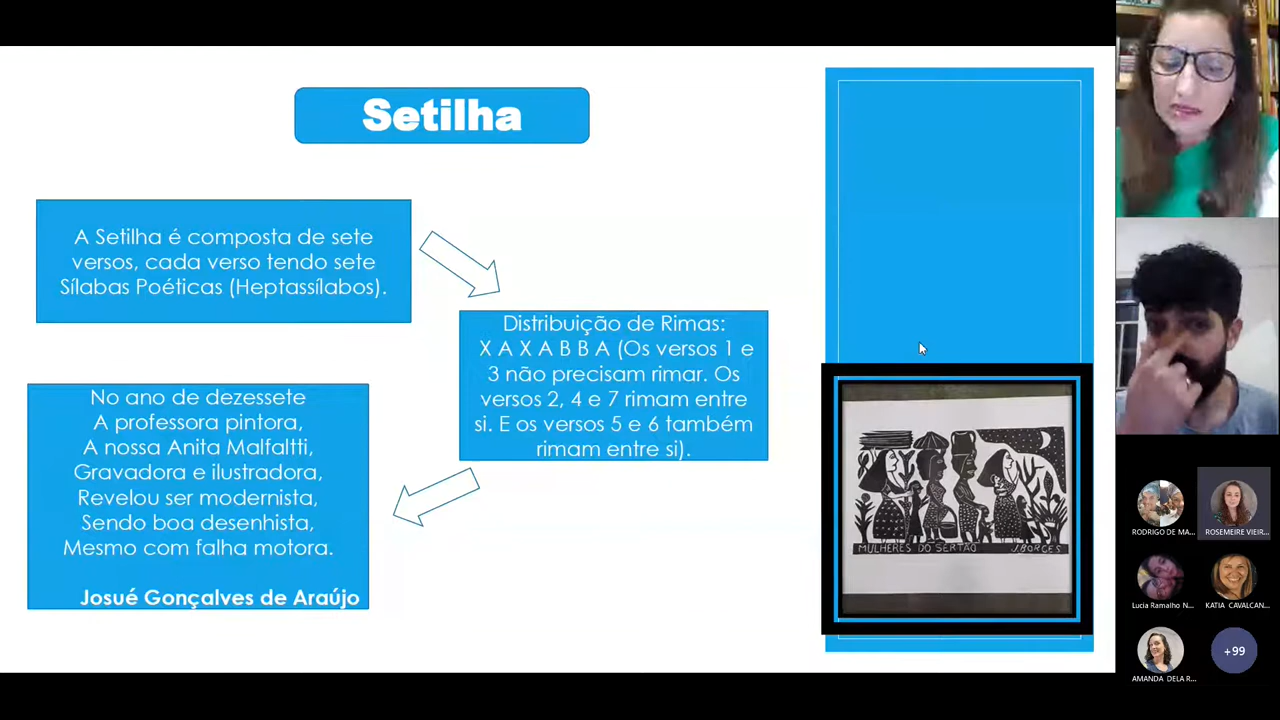 Setilha
A Setilha é composta de sete
versos, cada verso tendo sete
Sílabas Poéticas (Heptassílabos).
Distribuição de Rimas:
X A X A B B A (Os versos 1 e
3 não precisam rimar. Os
versos 2, 4 e 7 rimam entre
si. E os versos 5 e 6 também
rimam entre si).
No ano de dezessete
A professora pintora,
A nossa Anita Malfaltti,
Gravadora e ilustradora,
Revelou ser modernista,
Sendo boa desenhista,
Mesmo com falha motora.
Josué Gonçalves de Araújo
MULHERES DO SERTÃO J.BORGES
RODRIGO DE MA... ROSEMEIRE VIEIR...
Lucia Ramalho N... KATIA CAVALCAN...
AMANDA DELA R... +99